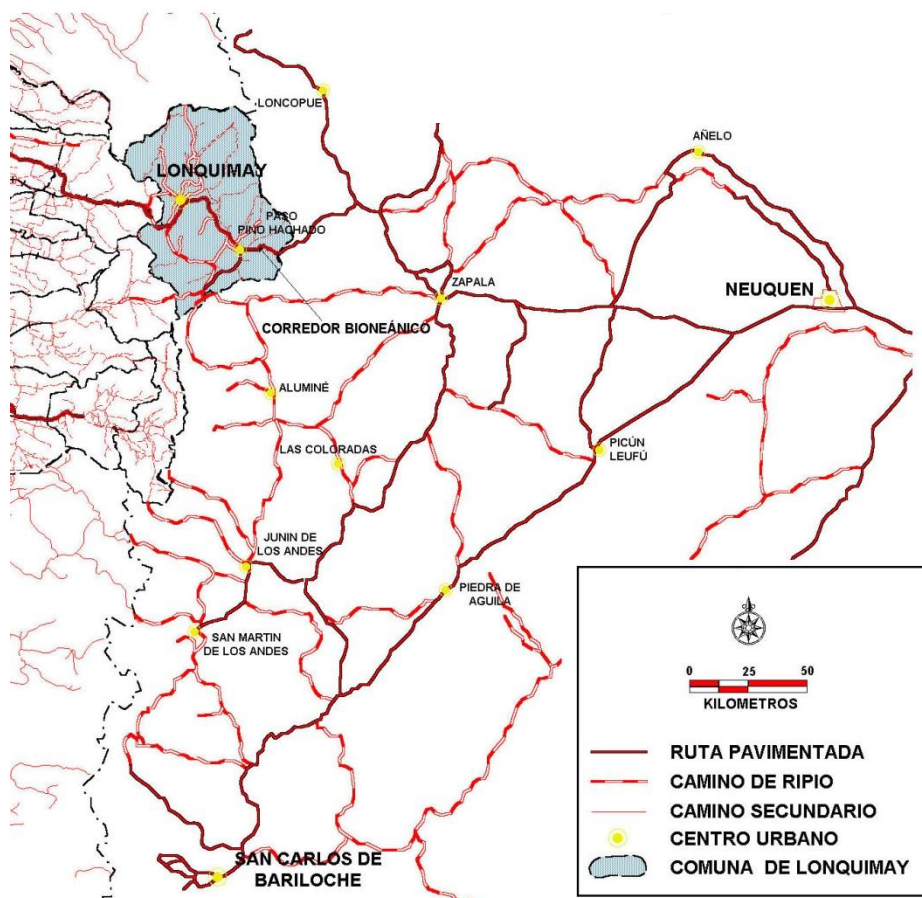 LONCOPUE
AÑELO
LONQUIMAY
PASO
PINO HACHADO
ZAPALA
NEUQUEN
CORREDOR BIONEÁNICO
ALUMINÉ
LAS COLORADAS
PICÚN
LEUFÚ
JUNIN DE
LOS ANDES
PIEDRA DE
AGUILA
SAN MARTIN
DE LOS ANDES
SAN CARLOS DE
BARILOCHE
0 25 50
KILOMETROS
RUTA PAVIMENTADA
CAMINO DE RIPIO
CAMINO SECUNDARIO
CENTRO URBANO
COMUNA DE LONQUIMAY